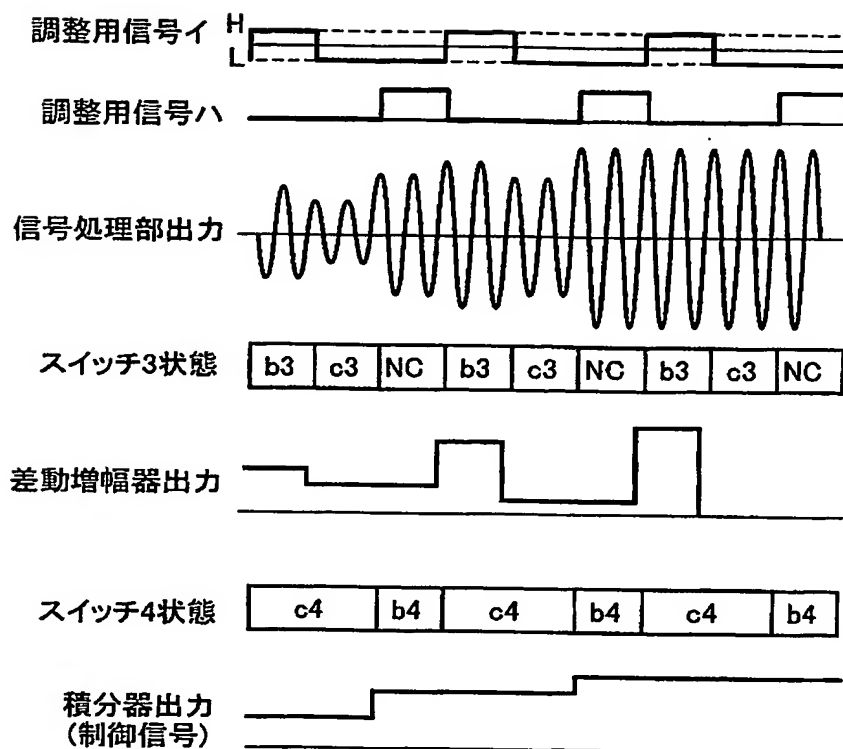 調整用信号イ H
L
調整用信号ハ
信号処理部出力
スイッチ3状態 b3 c3 NC b3 c3 NC b3 c3 NC
差動増幅器出力
スイッチ4状態 c4 b4 c4 b4 c4 b4
積分器出力
(制御信号)